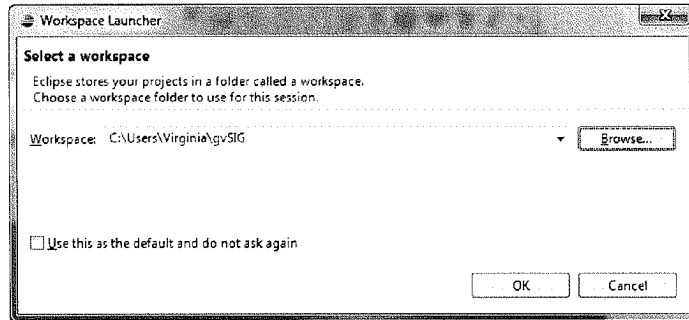 Workspace Launcher
Select a workspace
Eclipse stores your projects in a folder called a workspace.
Choose a workspace folder to use for this session.
Workspace: C:\Users\Virginia\gvSIG
Browse...
Use this as the default and do not ask again
OK
Cancel